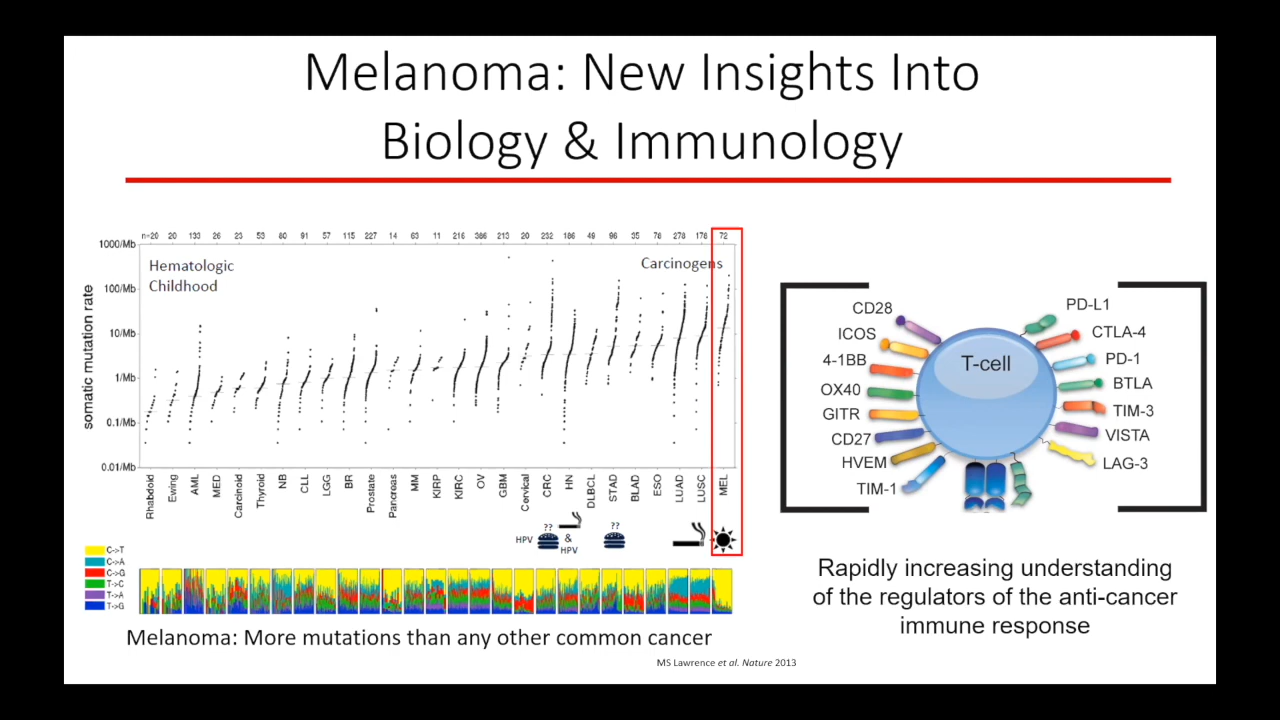 Melanoma: New Insights Into
Biology & Immunology
n=20 20 133 26 23 53 80 91 57 115 227 14 63 11 216 386 213 20 232 186 49 96 35 76 278 176 72
1000/Mb
100/Mb
10/Mb
1/Mb
0.1/Mb
0.01/Mb
somatic mutation rate
Hematologic
Childhood
Carcinogens
Rhabdoid Ewing AML MED Carcinoid Thyroid NB CLL LGG BR Prostate Pancreas MM KIRP KIRC OV GBM Cervical CRC HN DLBCL STAD BLAD ESO LUAD LUSC MEL
HPV ?? & HPV ??
C->T
C->A
C->G
T->C
T->A
T->G
Melanoma: More mutations than any other common cancer
T-cell
CD28
ICOS
4-1BB
OX40
GITR
CD27
HVEM
TIM-1
PD-L1
CTLA-4
PD-1
BTLA
TIM-3
VISTA
LAG-3
Rapidly increasing understanding
of the regulators of the anti-cancer
immune response
MS Lawrence et al. Nature 2013